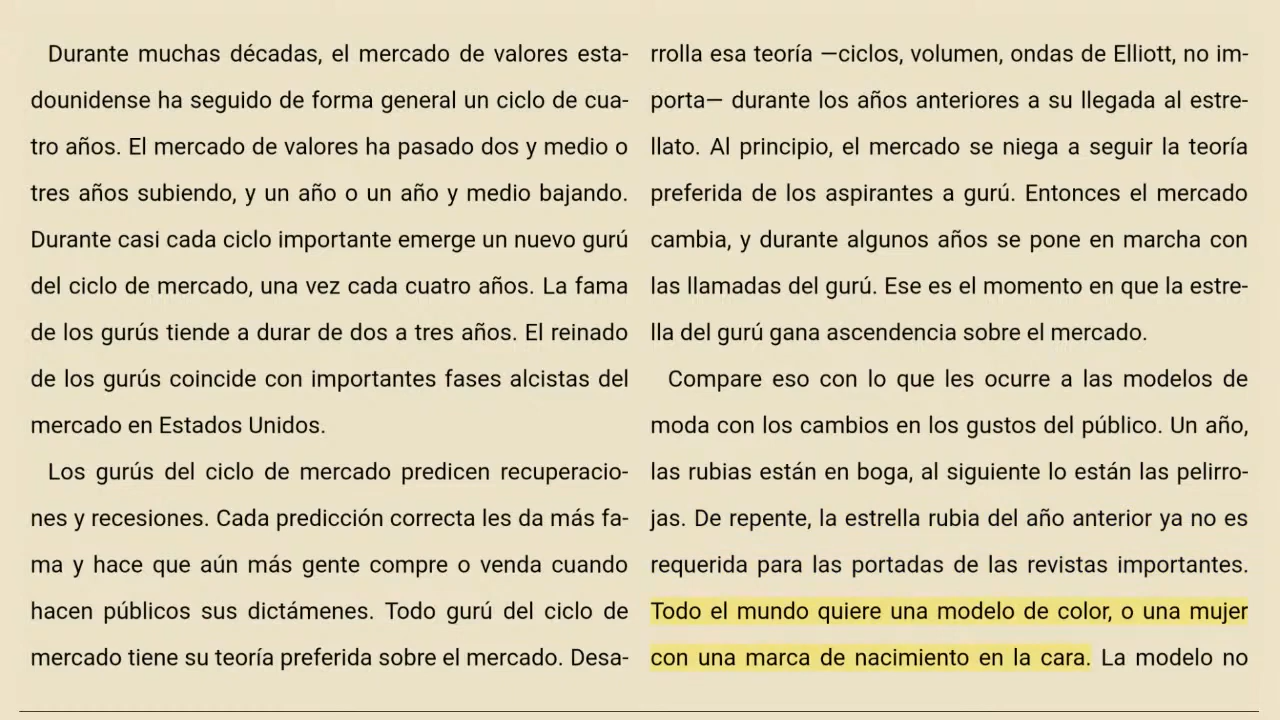 Durante muchas décadas, el mercado de valores esta-
dounidense ha seguido de forma general un ciclo de cua-
tro años. El mercado de valores ha pasado dos y medio o
tres años subiendo, y un año o un año y medio bajando.
Durante casi cada ciclo importante emerge un nuevo gurú
del ciclo de mercado, una vez cada cuatro años. La fama
de los gurús tiende a durar de dos a tres años. El reinado
de los gurús coincide con importantes fases alcistas del
mercado en Estados Unidos.
Los gurús del ciclo de mercado predicen recuperacio-
nes y recesiones. Cada predicción correcta les da más fa-
ma y hace que aún más gente compre o venda cuando
hacen públicos sus dictámenes. Todo gurú del ciclo de
mercado tiene su teoría preferida sobre el mercado. Desa-
rrolla esa teoría —ciclos, volumen, ondas de Elliott, no im-
porta— durante los años anteriores a su llegada al estre-
llato. Al principio, el mercado se niega a seguir la teoría
preferida de los aspirantes a gurú. Entonces el mercado
cambia, y durante algunos años se pone en marcha con
las llamadas del gurú. Ese es el momento en que la estre-
lla del gurú gana ascendencia sobre el mercado.
Compare eso con lo que les ocurre a las modelos de
moda con los cambios en los gustos del público. Un año,
las rubias están en boga, al siguiente lo están las pelirro-
jas. De repente, la estrella rubia del año anterior ya no es
requerida para las portadas de las revistas importantes.
Todo el mundo quiere una modelo de color, o una mujer
con una marca de nacimiento en la cara. La modelo no